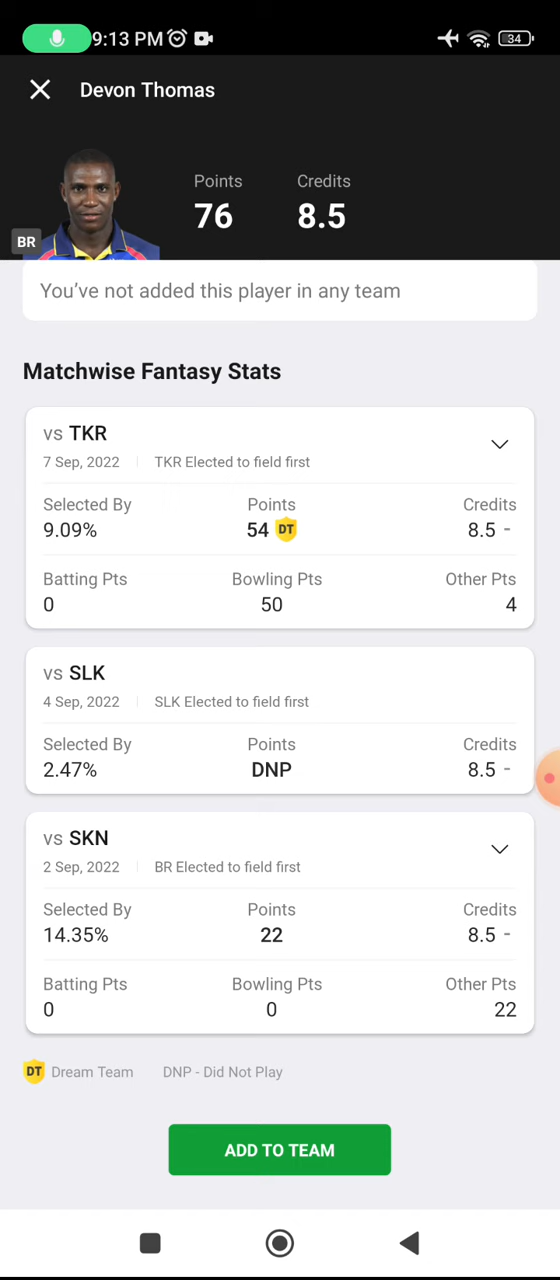 9:13 PM 34
Devon Thomas
Points Credits
76 8.5
BR
You've not added this player in any team
Matchwise Fantasy Stats
vs TKR
7 Sep, 2022 TKR Elected to field first
Selected By Points Credits
9.09% 54 DT 8.5 -
Batting Pts Bowling Pts Other Pts
0 50 4
vs SLK
4 Sep, 2022 SLK Elected to field first
Selected By Points Credits
2.47% DNP 8.5 -
vs SKN
2 Sep, 2022 BR Elected to field first
Selected By Points Credits
14.35% 22 8.5 -
Batting Pts Bowling Pts Other Pts
0 0 22
DT Dream Team DNP - Did Not Play
ADD TO TEAM